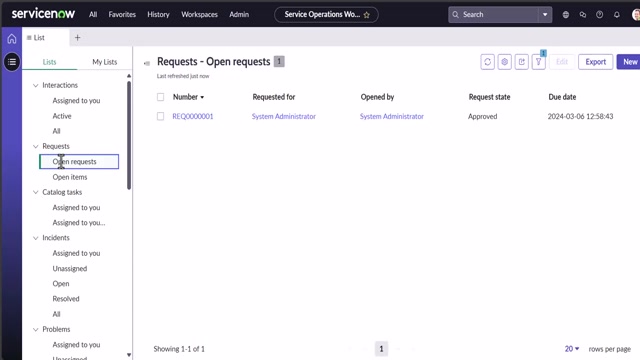 servicenow All Favorites History Workspaces Admin Service Operations Wo... Search
List
Lists My Lists
Interactions
Assigned to you
Active
All
Requests
Open requests
Open items
Catalog tasks
Assigned to you
Assigned to you...
Incidents
Assigned to you
Unassigned
Open
Resolved
All
Problems
Assigned to you
Unassigned
Requests - Open requests 1
Last refreshed just now
1
Edit Export New
Number Requested for Opened by Request state Due date
REQ0000001 System Administrator System Administrator Approved 2024-03-06 12:58:43
Showing 1-1 of 1 1 20 rows per page